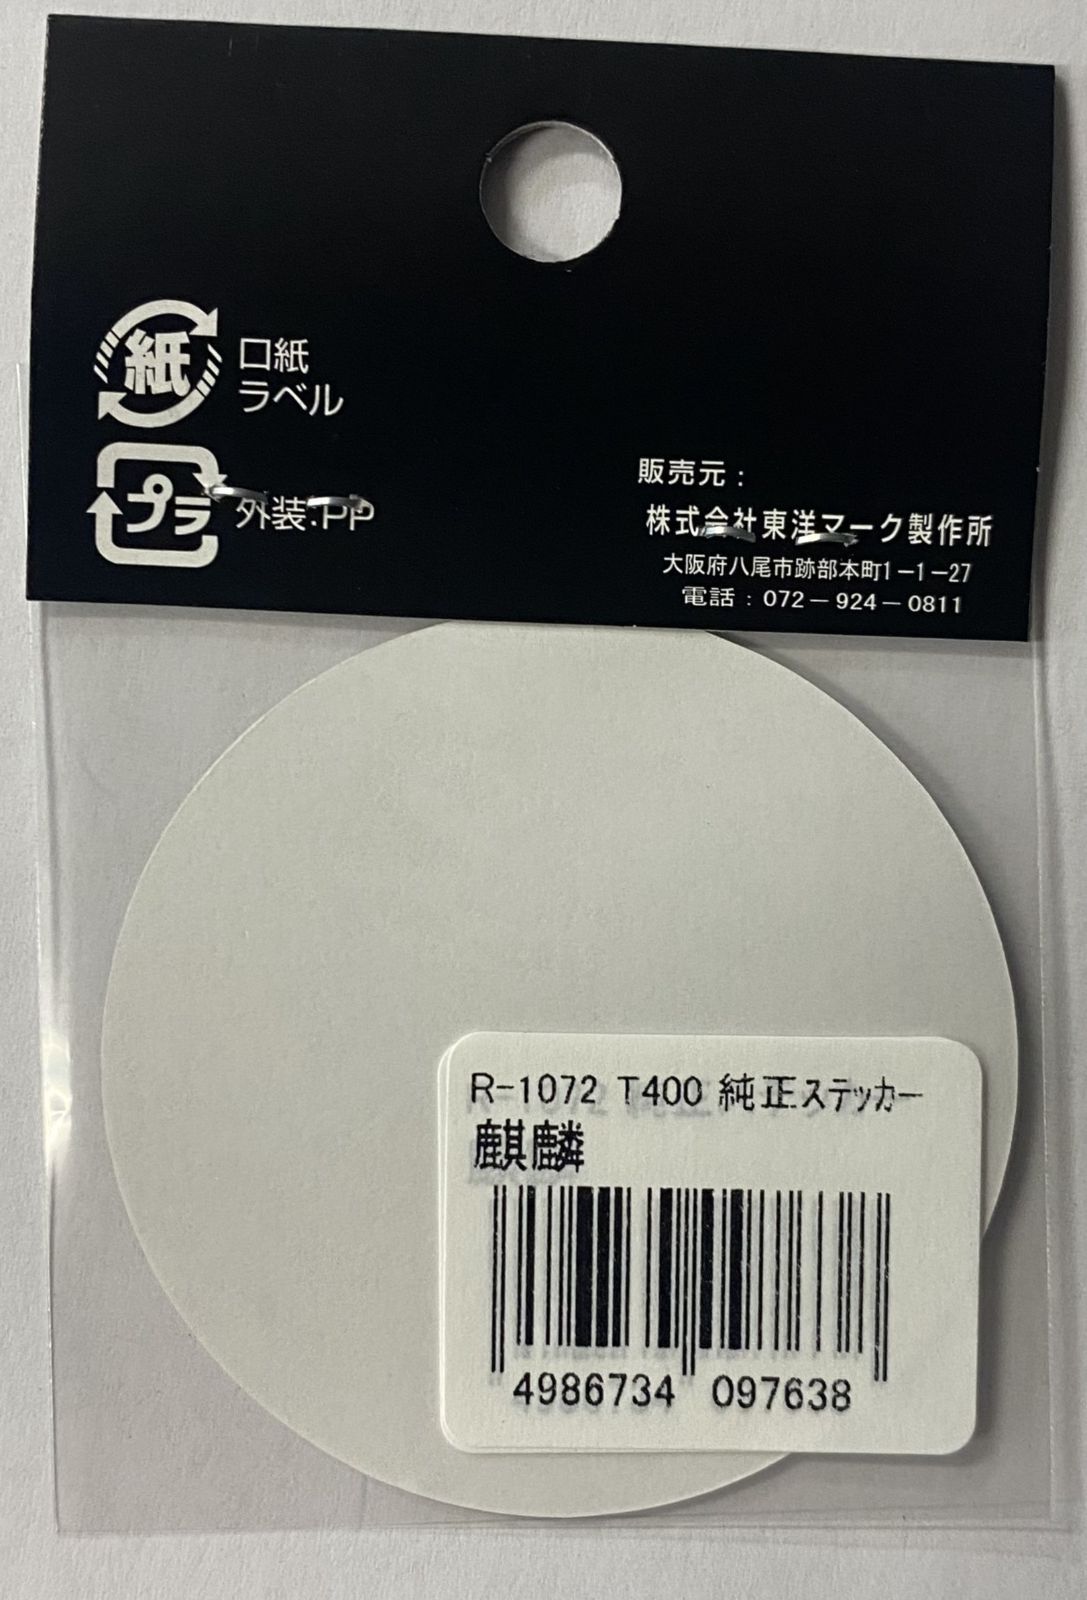 紙
口紙
ラベル
プラ
外装:PP
販売元:
株式会社東洋マーク製作所
大阪府八尾市跡部本町1-1-27
電話:072-924-0811
R-1072 T400 純正ステッカー
麒麟
4986734 097638